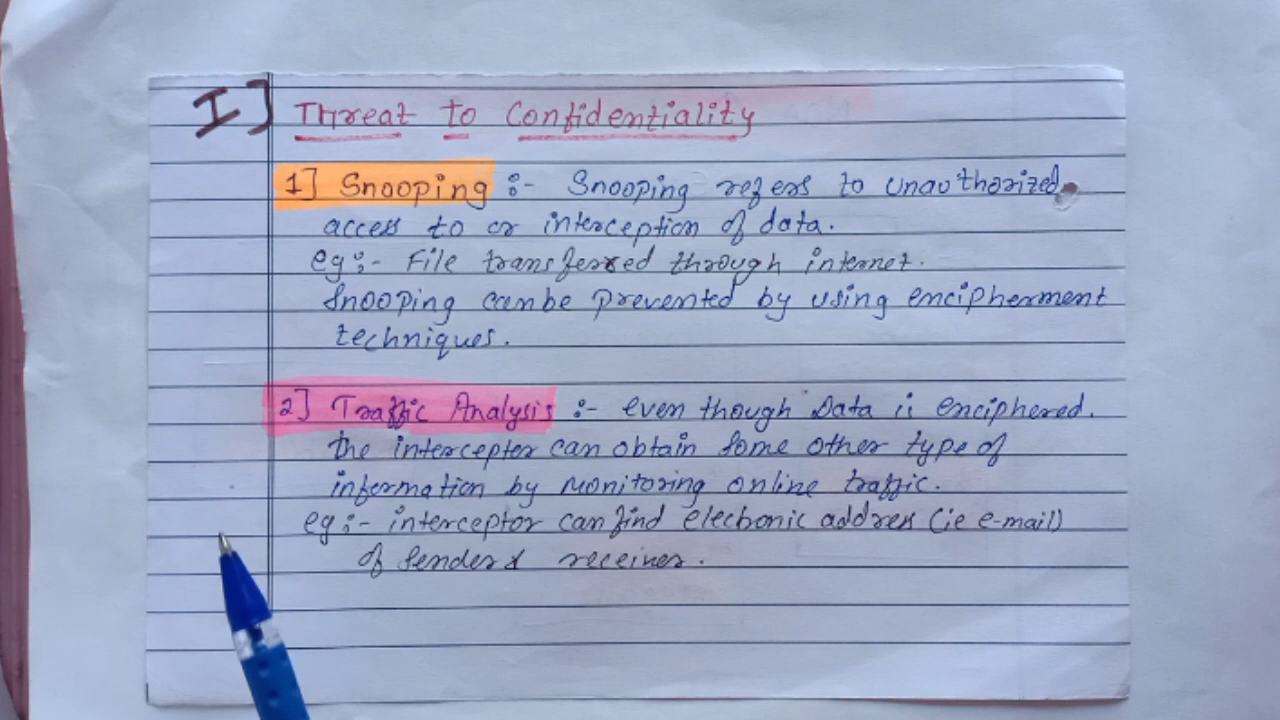 I] Threat to Confidentiality
1] Snooping :- Snooping refers to unauthorized
access to or interception of data.
eg:- File transferred through internet.
Snooping can be prevented by using encipherment
techniques.
2] Traffic Analysis :- even though Data is enciphered.
the intercepter can obtain some other type of
information by monitoring online traffic.
eg:- interceptor can find electronic address (ie e-mail)
of sender & receiver.